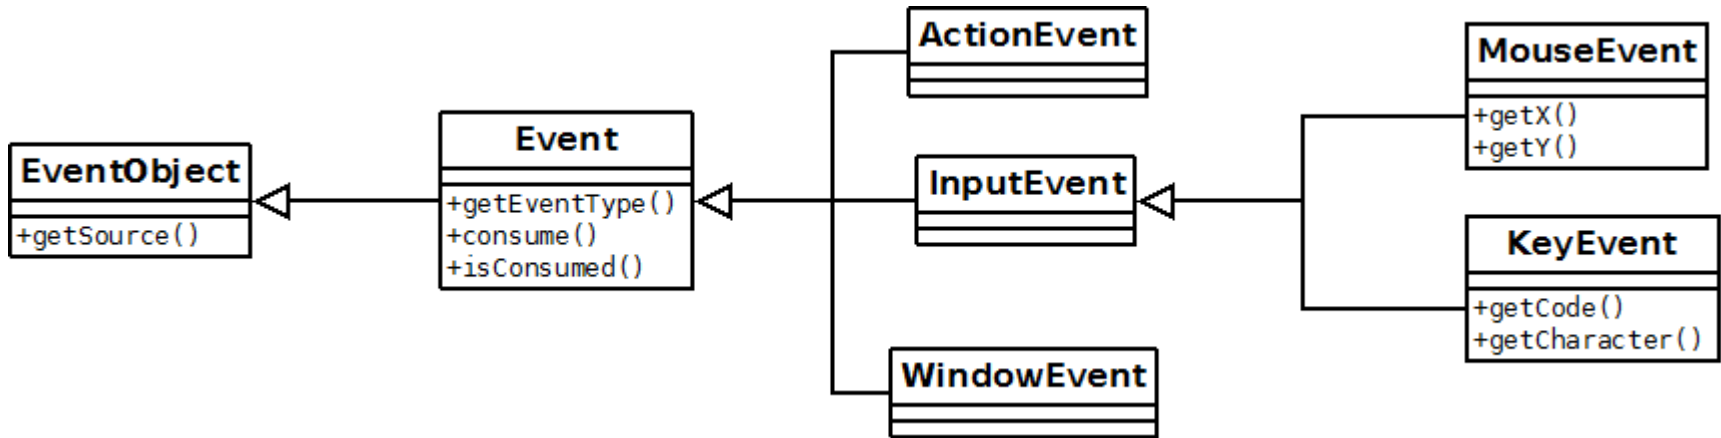 EventObject
+getSource()
Event
+getEventType()
+consume()
+isConsumed()
ActionEvent
InputEvent
WindowEvent
MouseEvent
+getX()
+getY()
KeyEvent
+getCode()
+getCharacter()